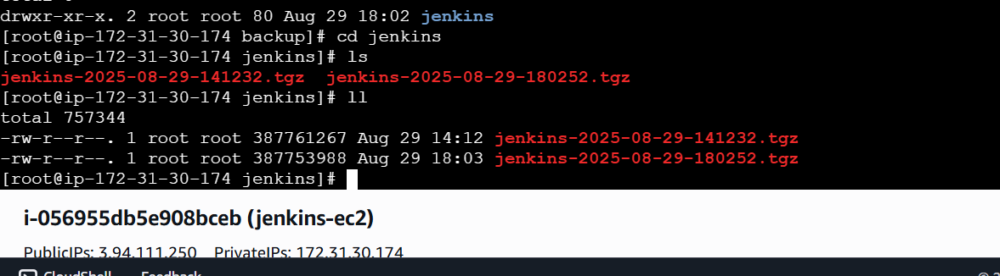 drwxr-xr-x. 2 root root 80 Aug 29 18:02 jenkins
[root@ip-172-31-30-174 backup]# cd jenkins
[root@ip-172-31-30-174 jenkins]# ls
jenkins-2025-08-29-141232.tgz  jenkins-2025-08-29-180252.tgz
[root@ip-172-31-30-174 jenkins]# ll
total 757344
-rw-r--r--. 1 root root 387761267 Aug 29 14:12 jenkins-2025-08-29-141232.tgz
-rw-r--r--. 1 root root 387753988 Aug 29 18:03 jenkins-2025-08-29-180252.tgz
[root@ip-172-31-30-174 jenkins]#
i-056955db5e908bceb (jenkins-ec2)
PublicIPs: 3.94.111.250    PrivateIPs: 172.31.30.174
CloudShell    Feedback